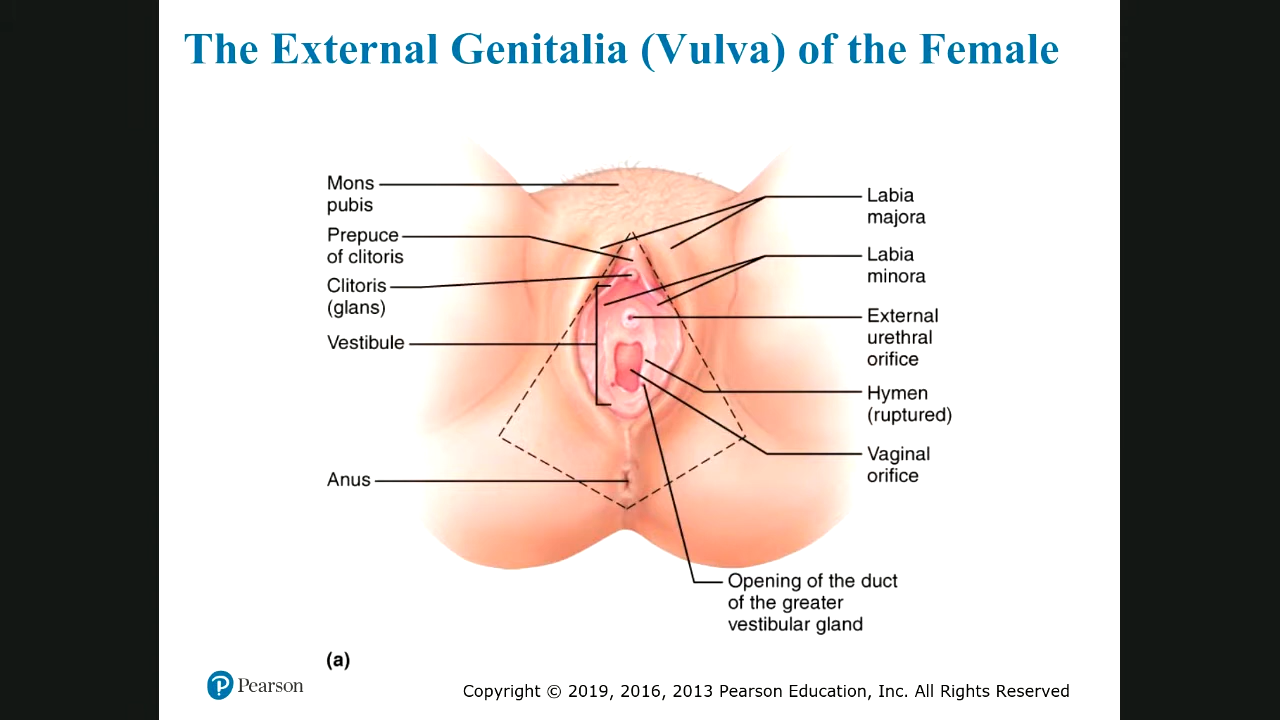 The External Genitalia (Vulva) of the Female
Mons
pubis
Prepuce
of clitoris
Clitoris
(glans)
Vestibule
Anus
Labia
majora
Labia
minora
External
urethral
orifice
Hymen
(ruptured)
Vaginal
orifice
Opening of the duct
of the greater
vestibular gland
(a)
P Pearson
Copyright © 2019, 2016, 2013 Pearson Education, Inc. All Rights Reserved